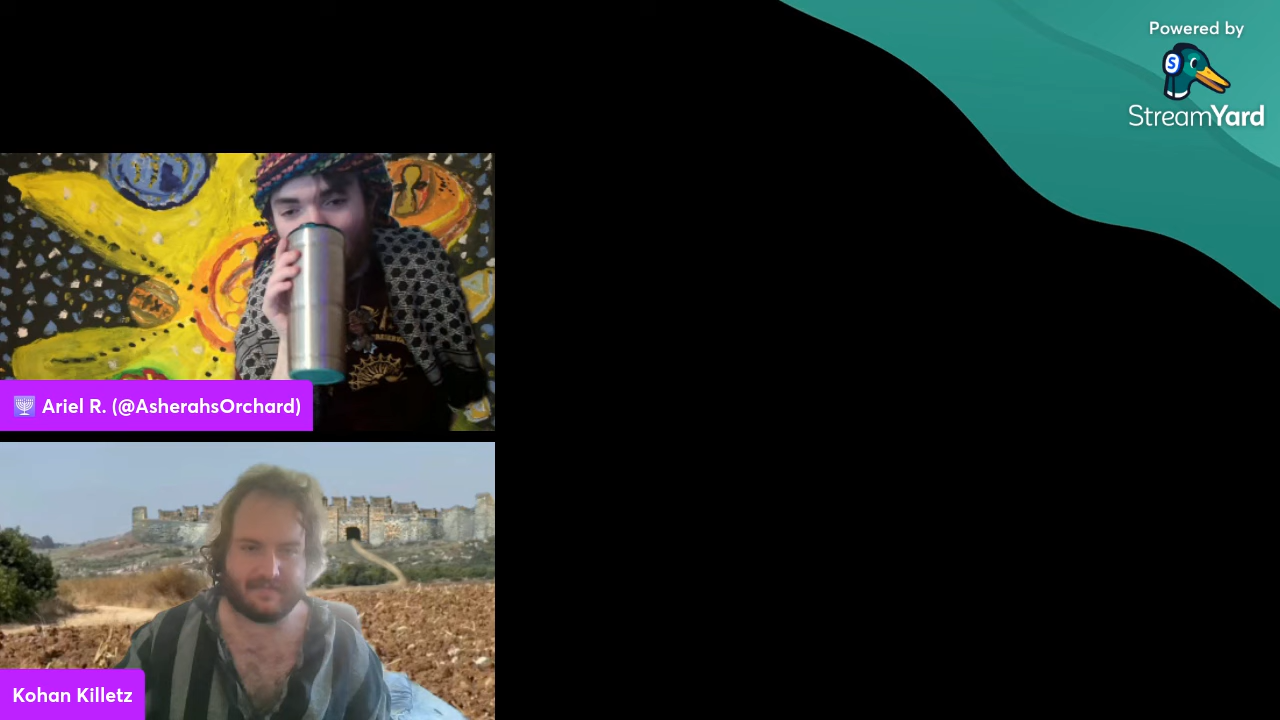 Powered by
StreamYard
🕎 Ariel R. (@AsherahsOrchard)
Kohan Killetz